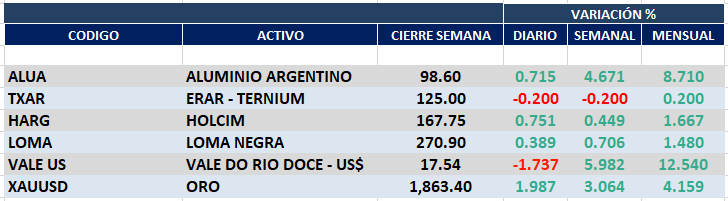 VARIACIÓN %
CODIGO ACTIVO CIERRE SEMANA DIARIO SEMANAL MENSUAL
ALUA ALUMINIO ARGENTINO 98.60 0.715 4.671 8.710
TXAR ERAR - TERNIUM 125.00 -0.200 -0.200 0.200
HARG HOLCIM 167.75 0.751 0.449 1.667
LOMA LOMA NEGRA 270.90 0.389 0.706 1.480
VALE US VALE DO RIO DOCE - US$ 17.54 -1.737 5.982 12.540
XAUUSD ORO 1,863.40 1.987 3.064 4.159